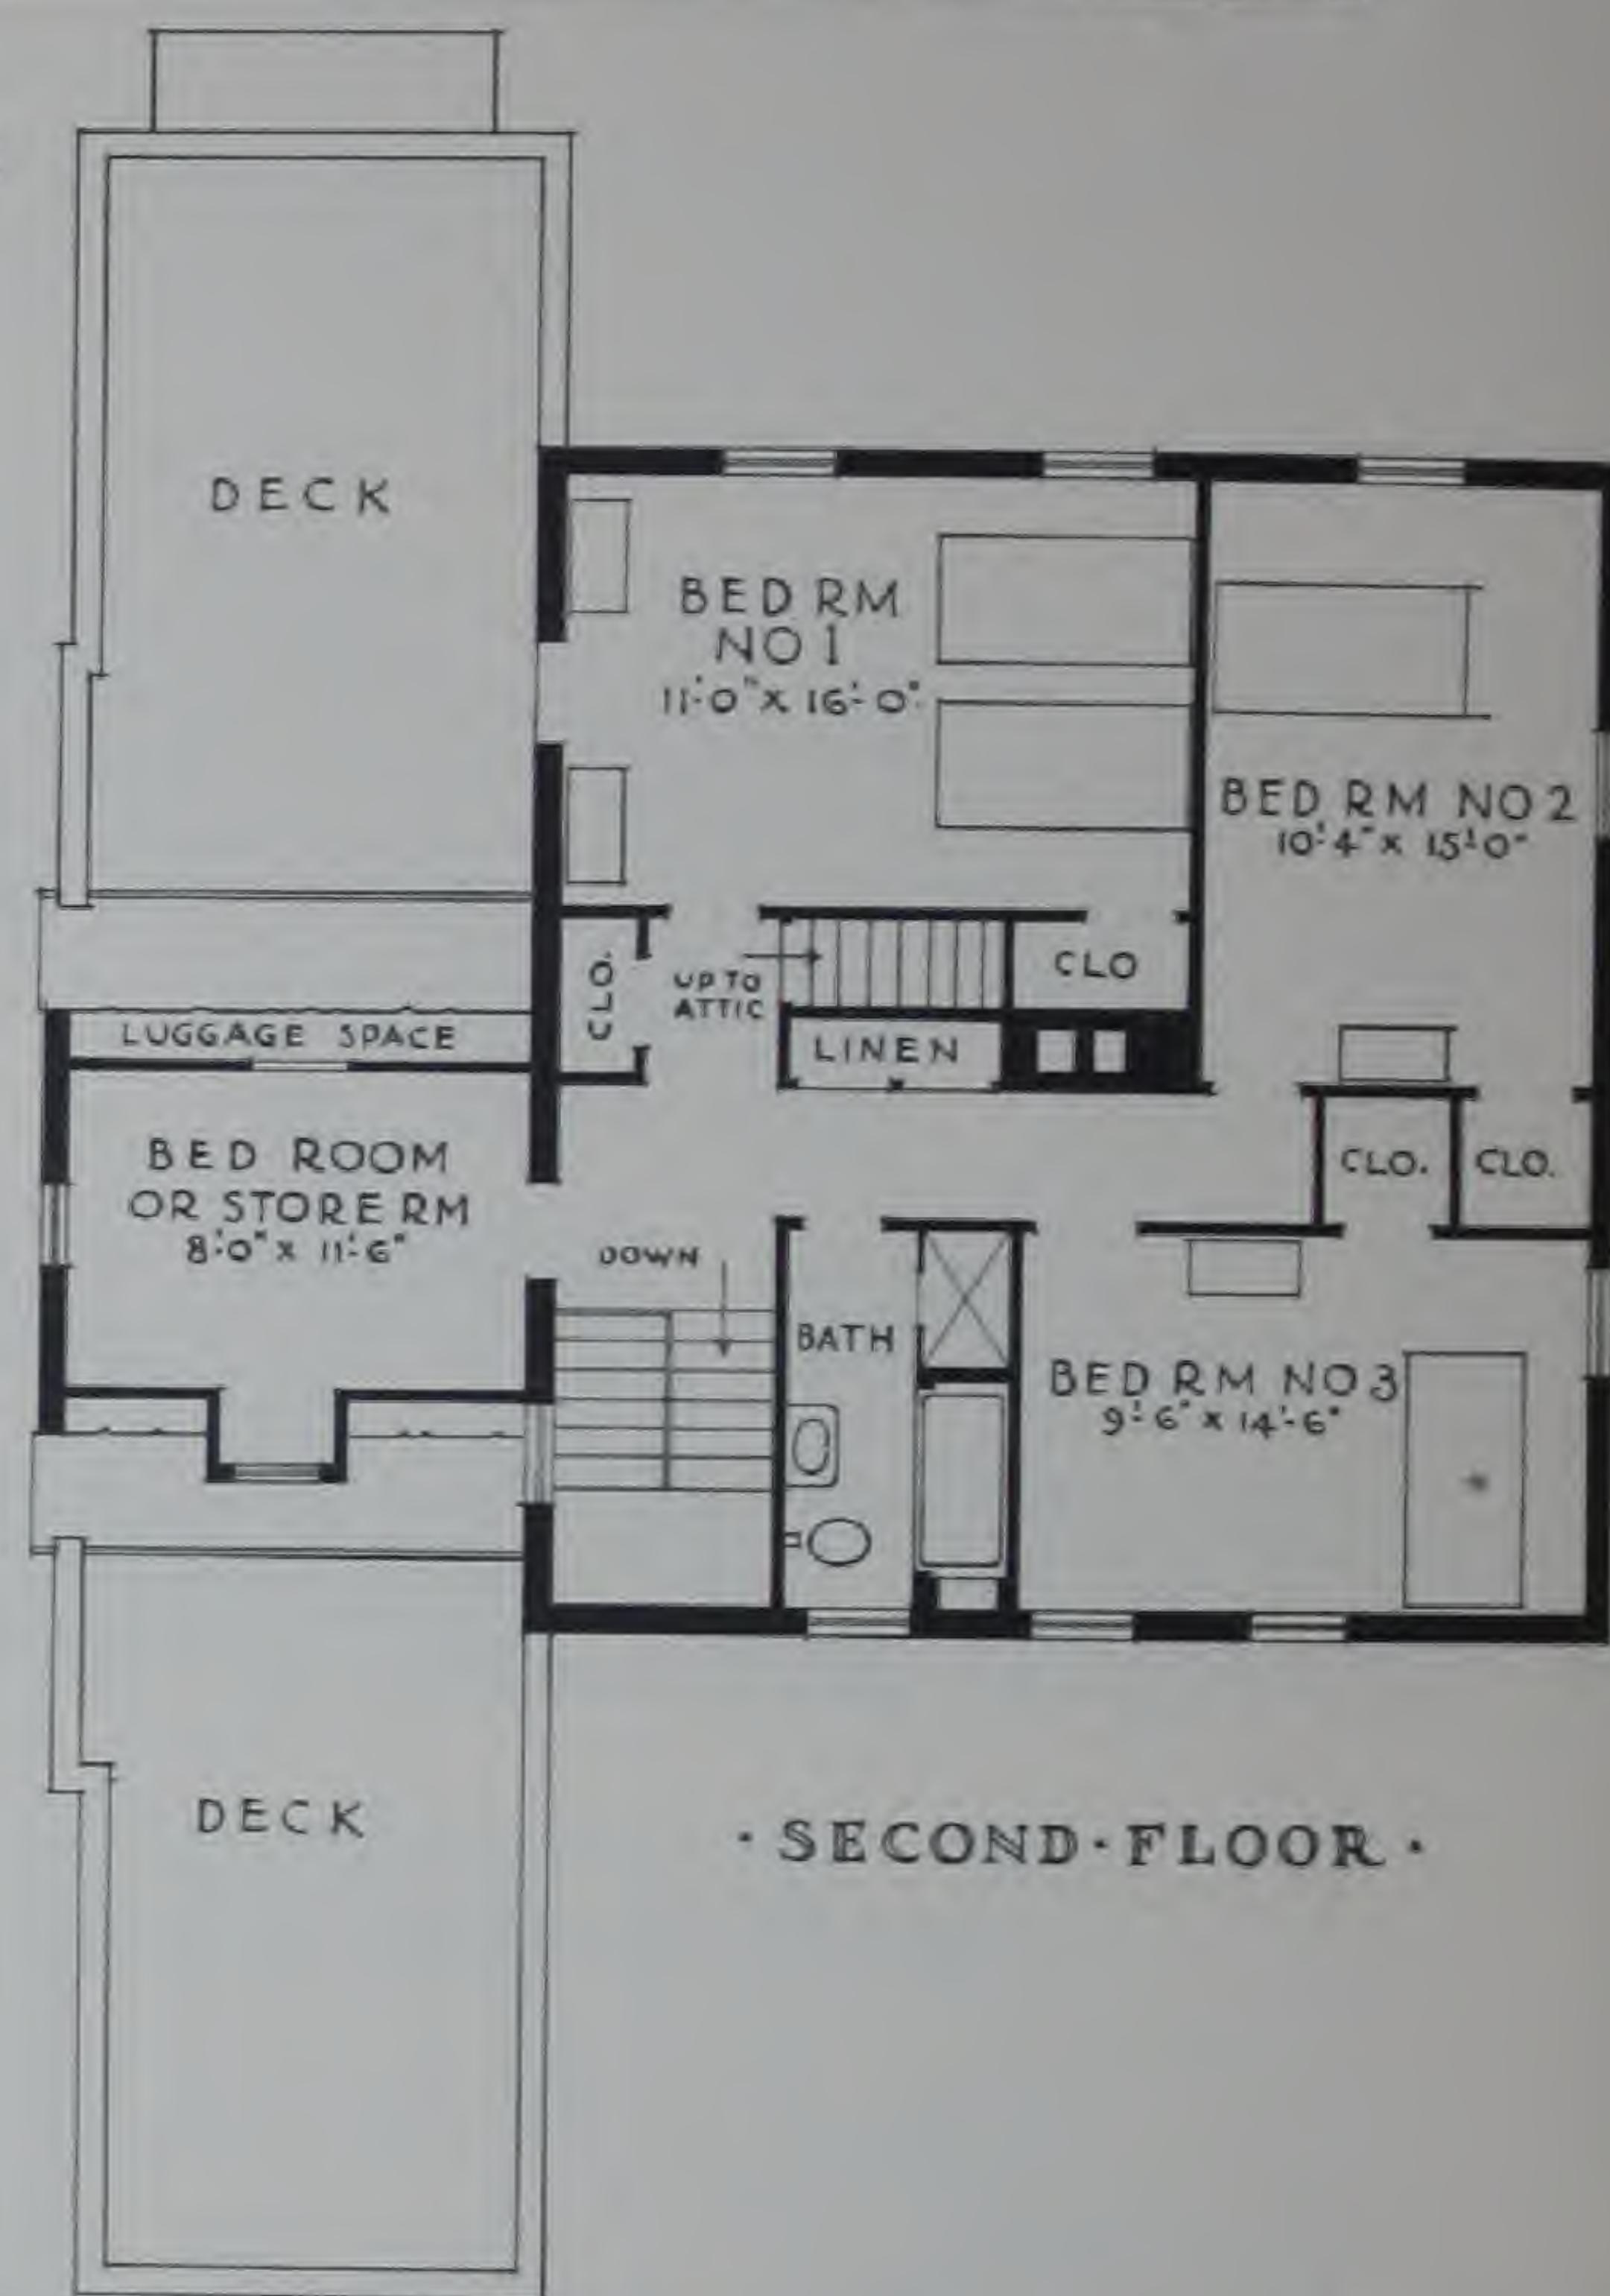 DECK
BED RM
NO 1
11'-0" x 16'-0"
BED RM NO 2
10'-4" x 15'-0"
CLO.
UP TO
ATTIC
CLO
LINEN
LUGGAGE SPACE
BED ROOM
OR STORE RM
8'-0" x 11'-6"
CLO.
CLO.
DOWN
BATH
BED RM NO 3
9'-6" x 14'-6"
DECK
· SECOND · FLOOR ·